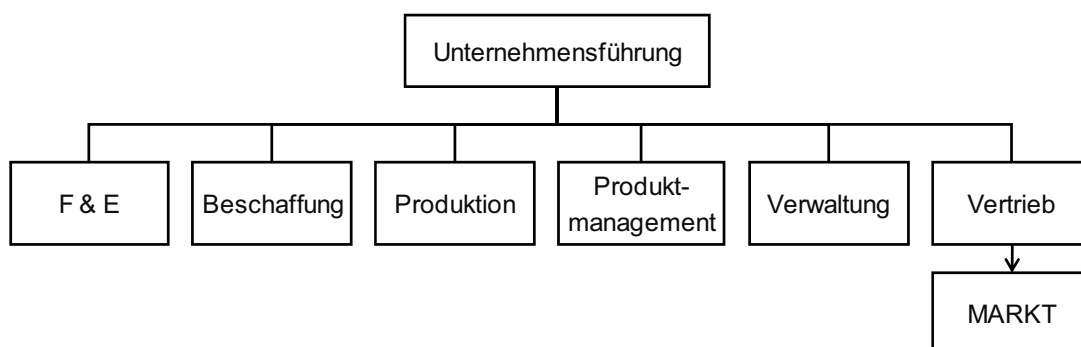 Unternehmensführung
F & E
Beschaffung
Produktion
Produkt-
management
Verwaltung
Vertrieb
MARKT